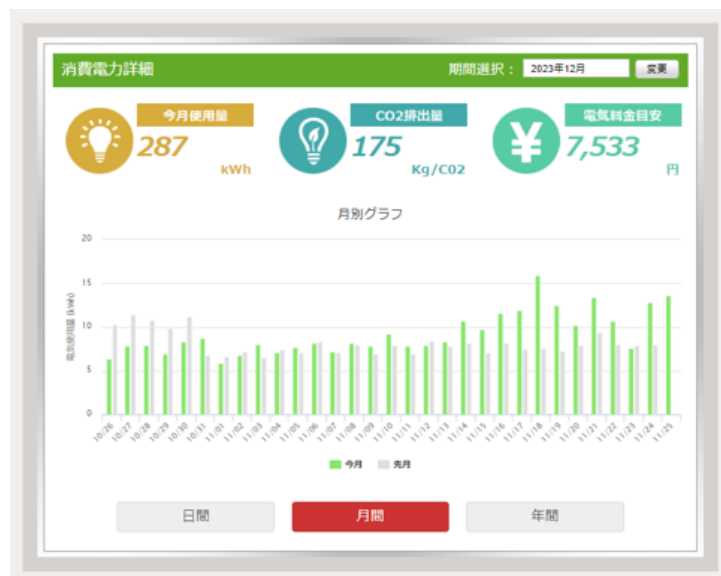 消費電力詳細
期間選択： 2023年12月 変更
今月使用量
287
kWh
CO2排出量
175
Kg/CO2
電気料金目安
7,533
円
月別グラフ
電気使用量 (kWh)
20
15
10
5
0
10/26 10/27 10/28 10/29 10/30 10/31 11/01 11/02 11/03 11/04 11/05 11/06 11/07 11/08 11/09 11/10 11/11 11/12 11/13 11/14 11/15 11/16 11/17 11/18 11/19 11/20 11/21 11/22 11/23 11/24 11/25
今月 先月
日間 月間 年間